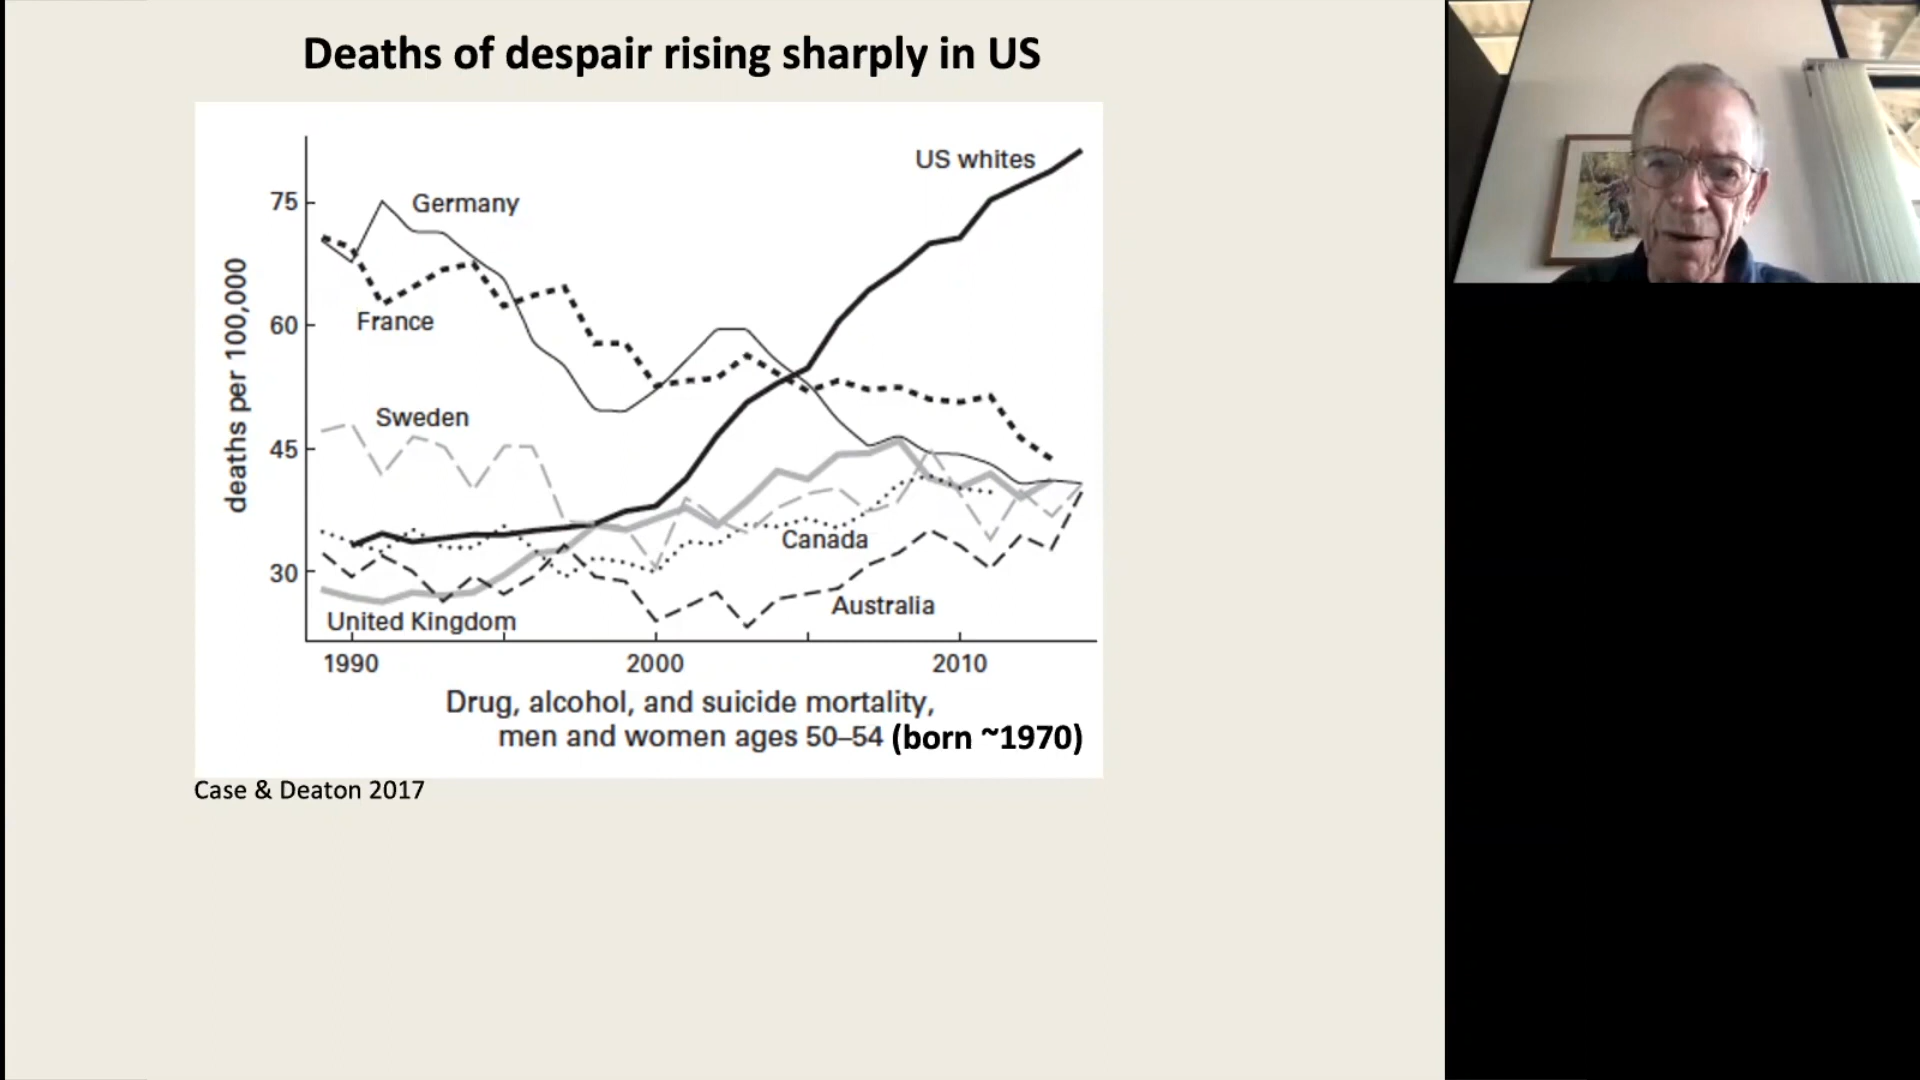 Deaths of despair rising sharply in US
US whites
75
Germany
60
France
Sweden
45
Canada
30
Australia
United Kingdom
deaths per 100,000
1990
2000
2010
Drug, alcohol, and suicide mortality,
men and women ages 50–54 (born ~1970)
Case & Deaton 2017